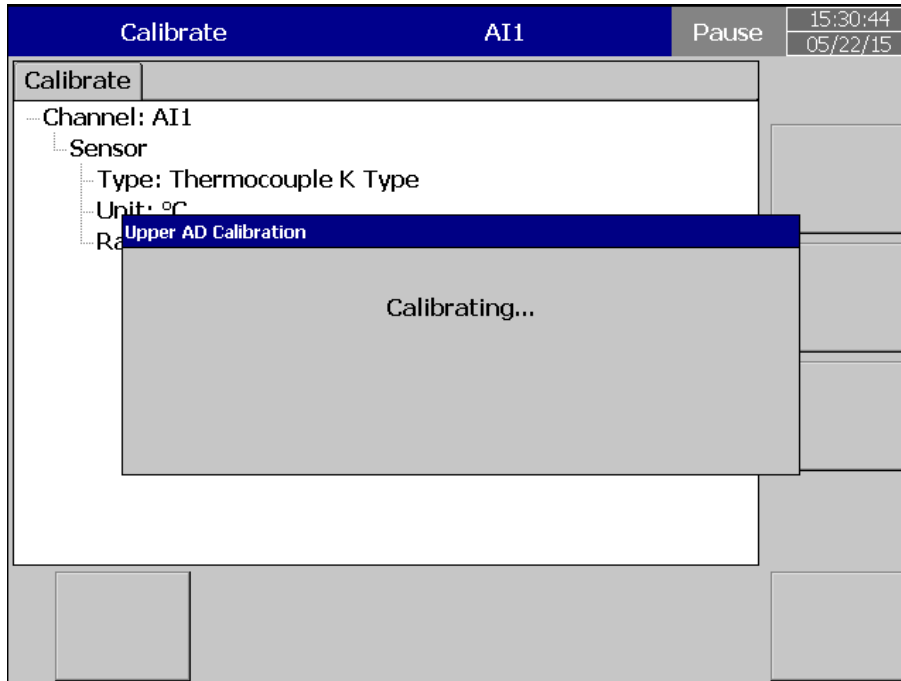 Calibrate AI1 Pause 15:30:44
05/22/15
Calibrate
Channel: AI1
Sensor
Type: Thermocouple K Type
Unit: °C
Ra
Upper AD Calibration
Calibrating...